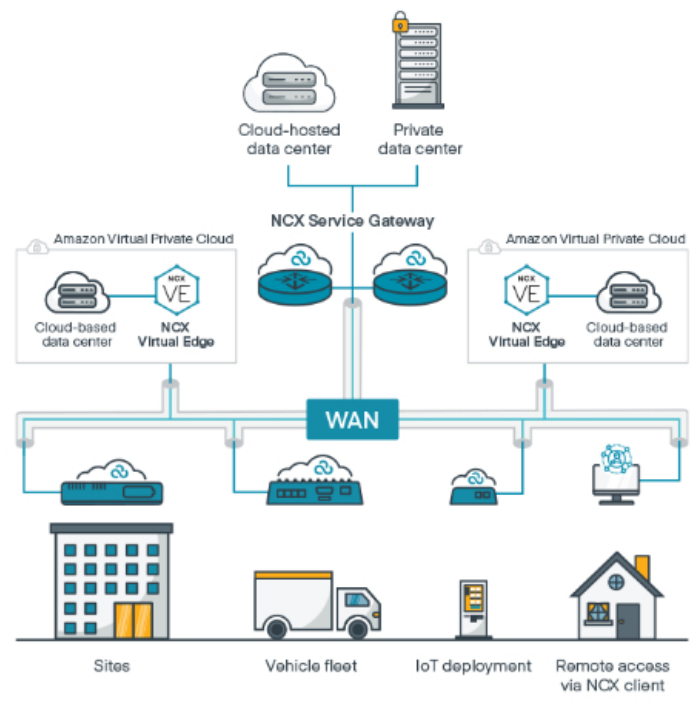 Cloud-hosted
data center
Private
data center
NCX Service Gateway
Amazon Virtual Private Cloud
Amazon Virtual Private Cloud
NCX
VE
Cloud-based
data center
NCX
Virtual Edge
NCX
VE
NCX
Virtual Edge
Cloud-based
data center
WAN
Sites
Vehicle fleet
IoT deployment
Remote access
via NCX client